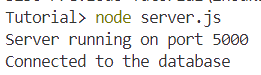 Tutorial> node server.js
Server running on port 5000
Connected to the database